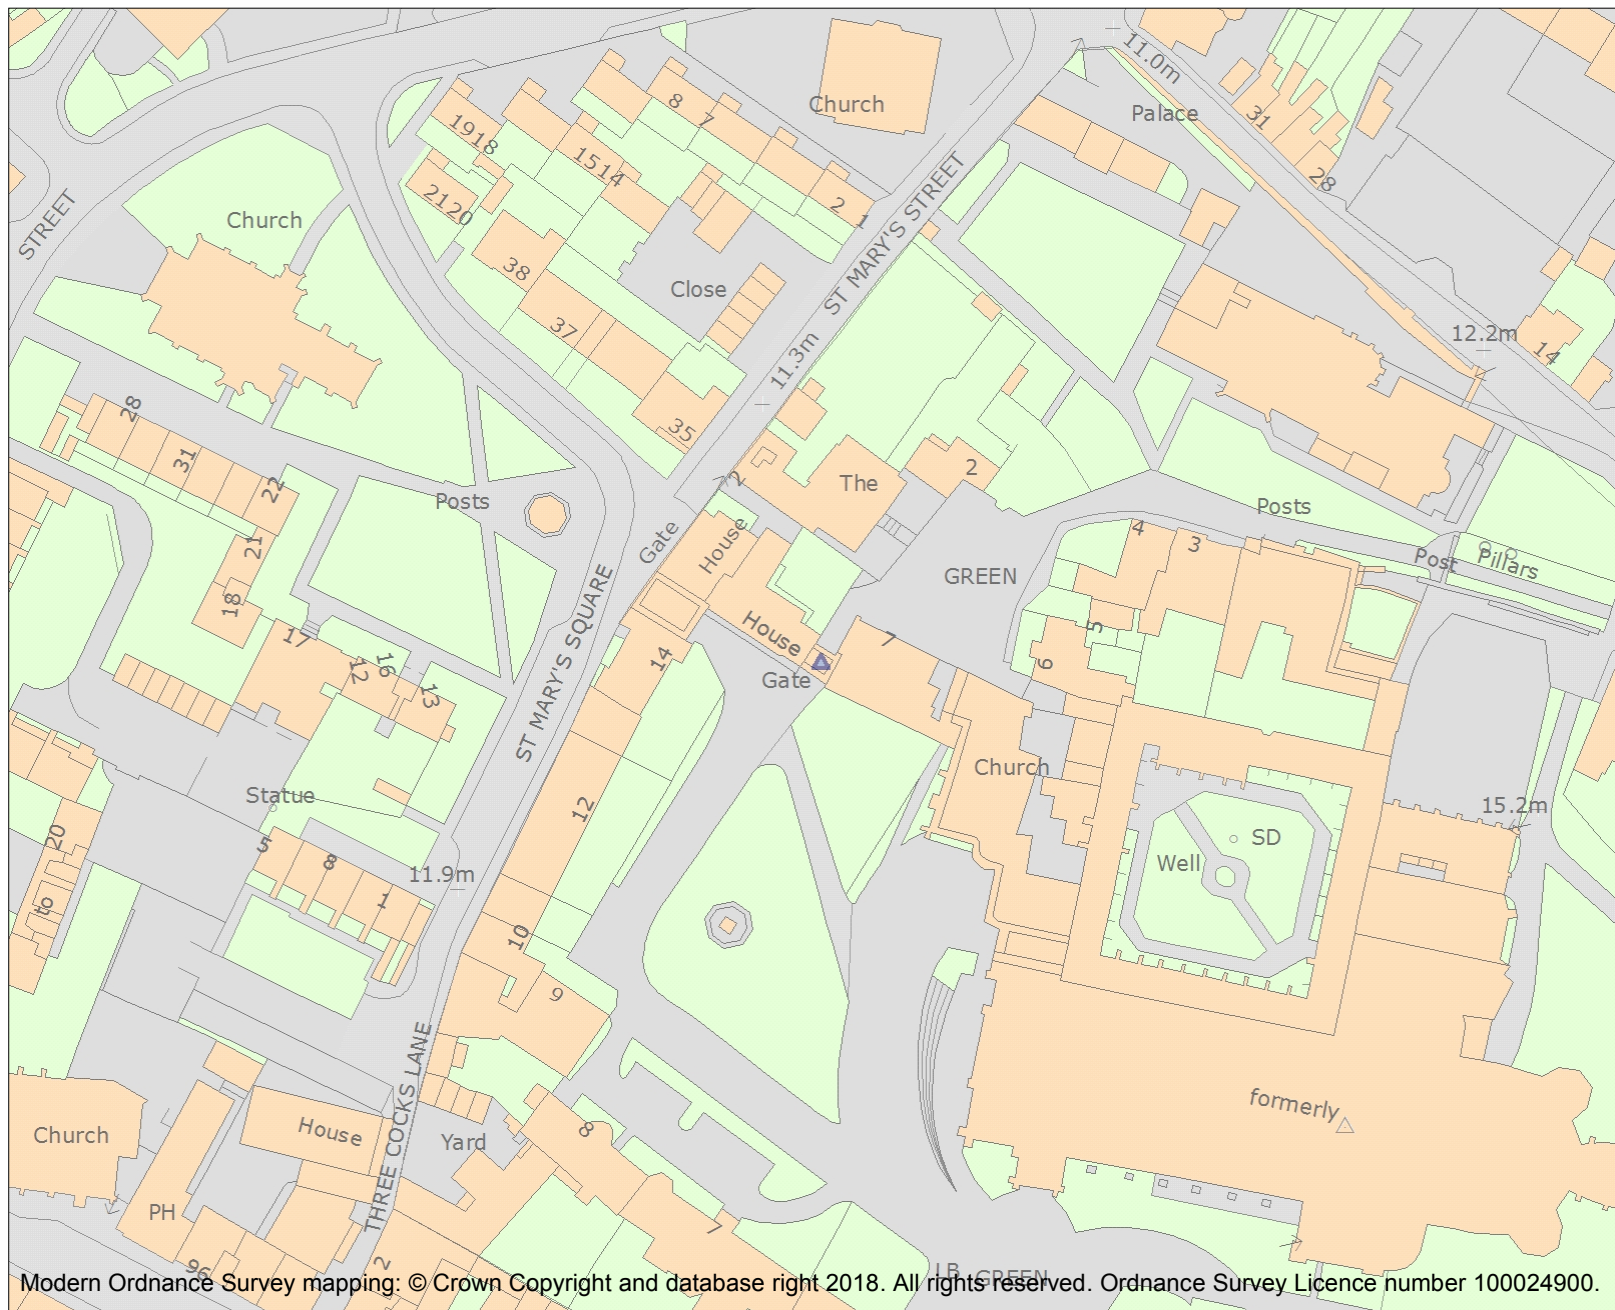 11.0m
Church
8
7
Palace
31
28
1918
1514
2120
2
1
STREET
Church
ST MARY'S STREET
38
Close
37
12.2m
14
11.3m
35
28
31
22
2
The
2
Posts
Posts
Gate
House
4
3
Post
Pillars
21
GREEN
18
ST MARY'S SQUARE
House
7
5
17
12
16
13
14
Gate
6
Church
Statue
12
15.2m
20
to
5
8
1
11.9m
Well
SD
10
9
THREE COCKS LANE
formerly
Church
House
Yard
8
PH
7
96
2
LB
GREEN
Modern Ordnance Survey mapping: © Crown Copyright and database right 2018. All rights reserved. Ordnance Survey Licence number 100024900.